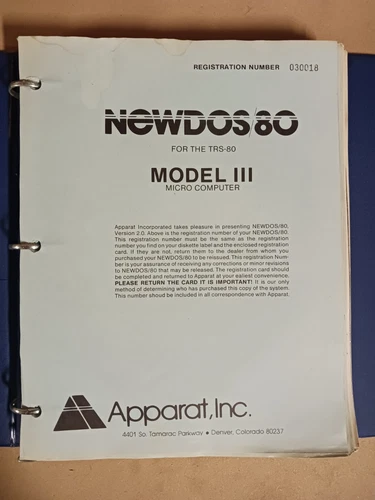 REGISTRATION NUMBER 030018
NEWDOS/80
FOR THE TRS-80
MODEL III
MICRO COMPUTER
Apparat Incorporated takes pleasure in presenting NEWDOS/80,
Version 2.0. Above is the registration number of your NEWDOS/80.
This registration number must be the same as the registration
number you find on your diskette label and the enclosed registration
card. If they are not, return them to the dealer from whom you
purchased your NEWDOS/80 to be reissued. This registration Num-
ber is your assurance of receiving any corrections or minor revisions
to NEWDOS/80 that may be released. The registration card should
be completed and returned to Apparat at your ealiest convenience.
PLEASE RETURN THE CARD IT IS IMPORTANT! It is our only
method of determining who has purchased this copy of the system.
This number shoud be included in all correspondence with Apparat.
Apparat, Inc.
4401 So. Tamarac Parkway • Denver, Colorado 80237